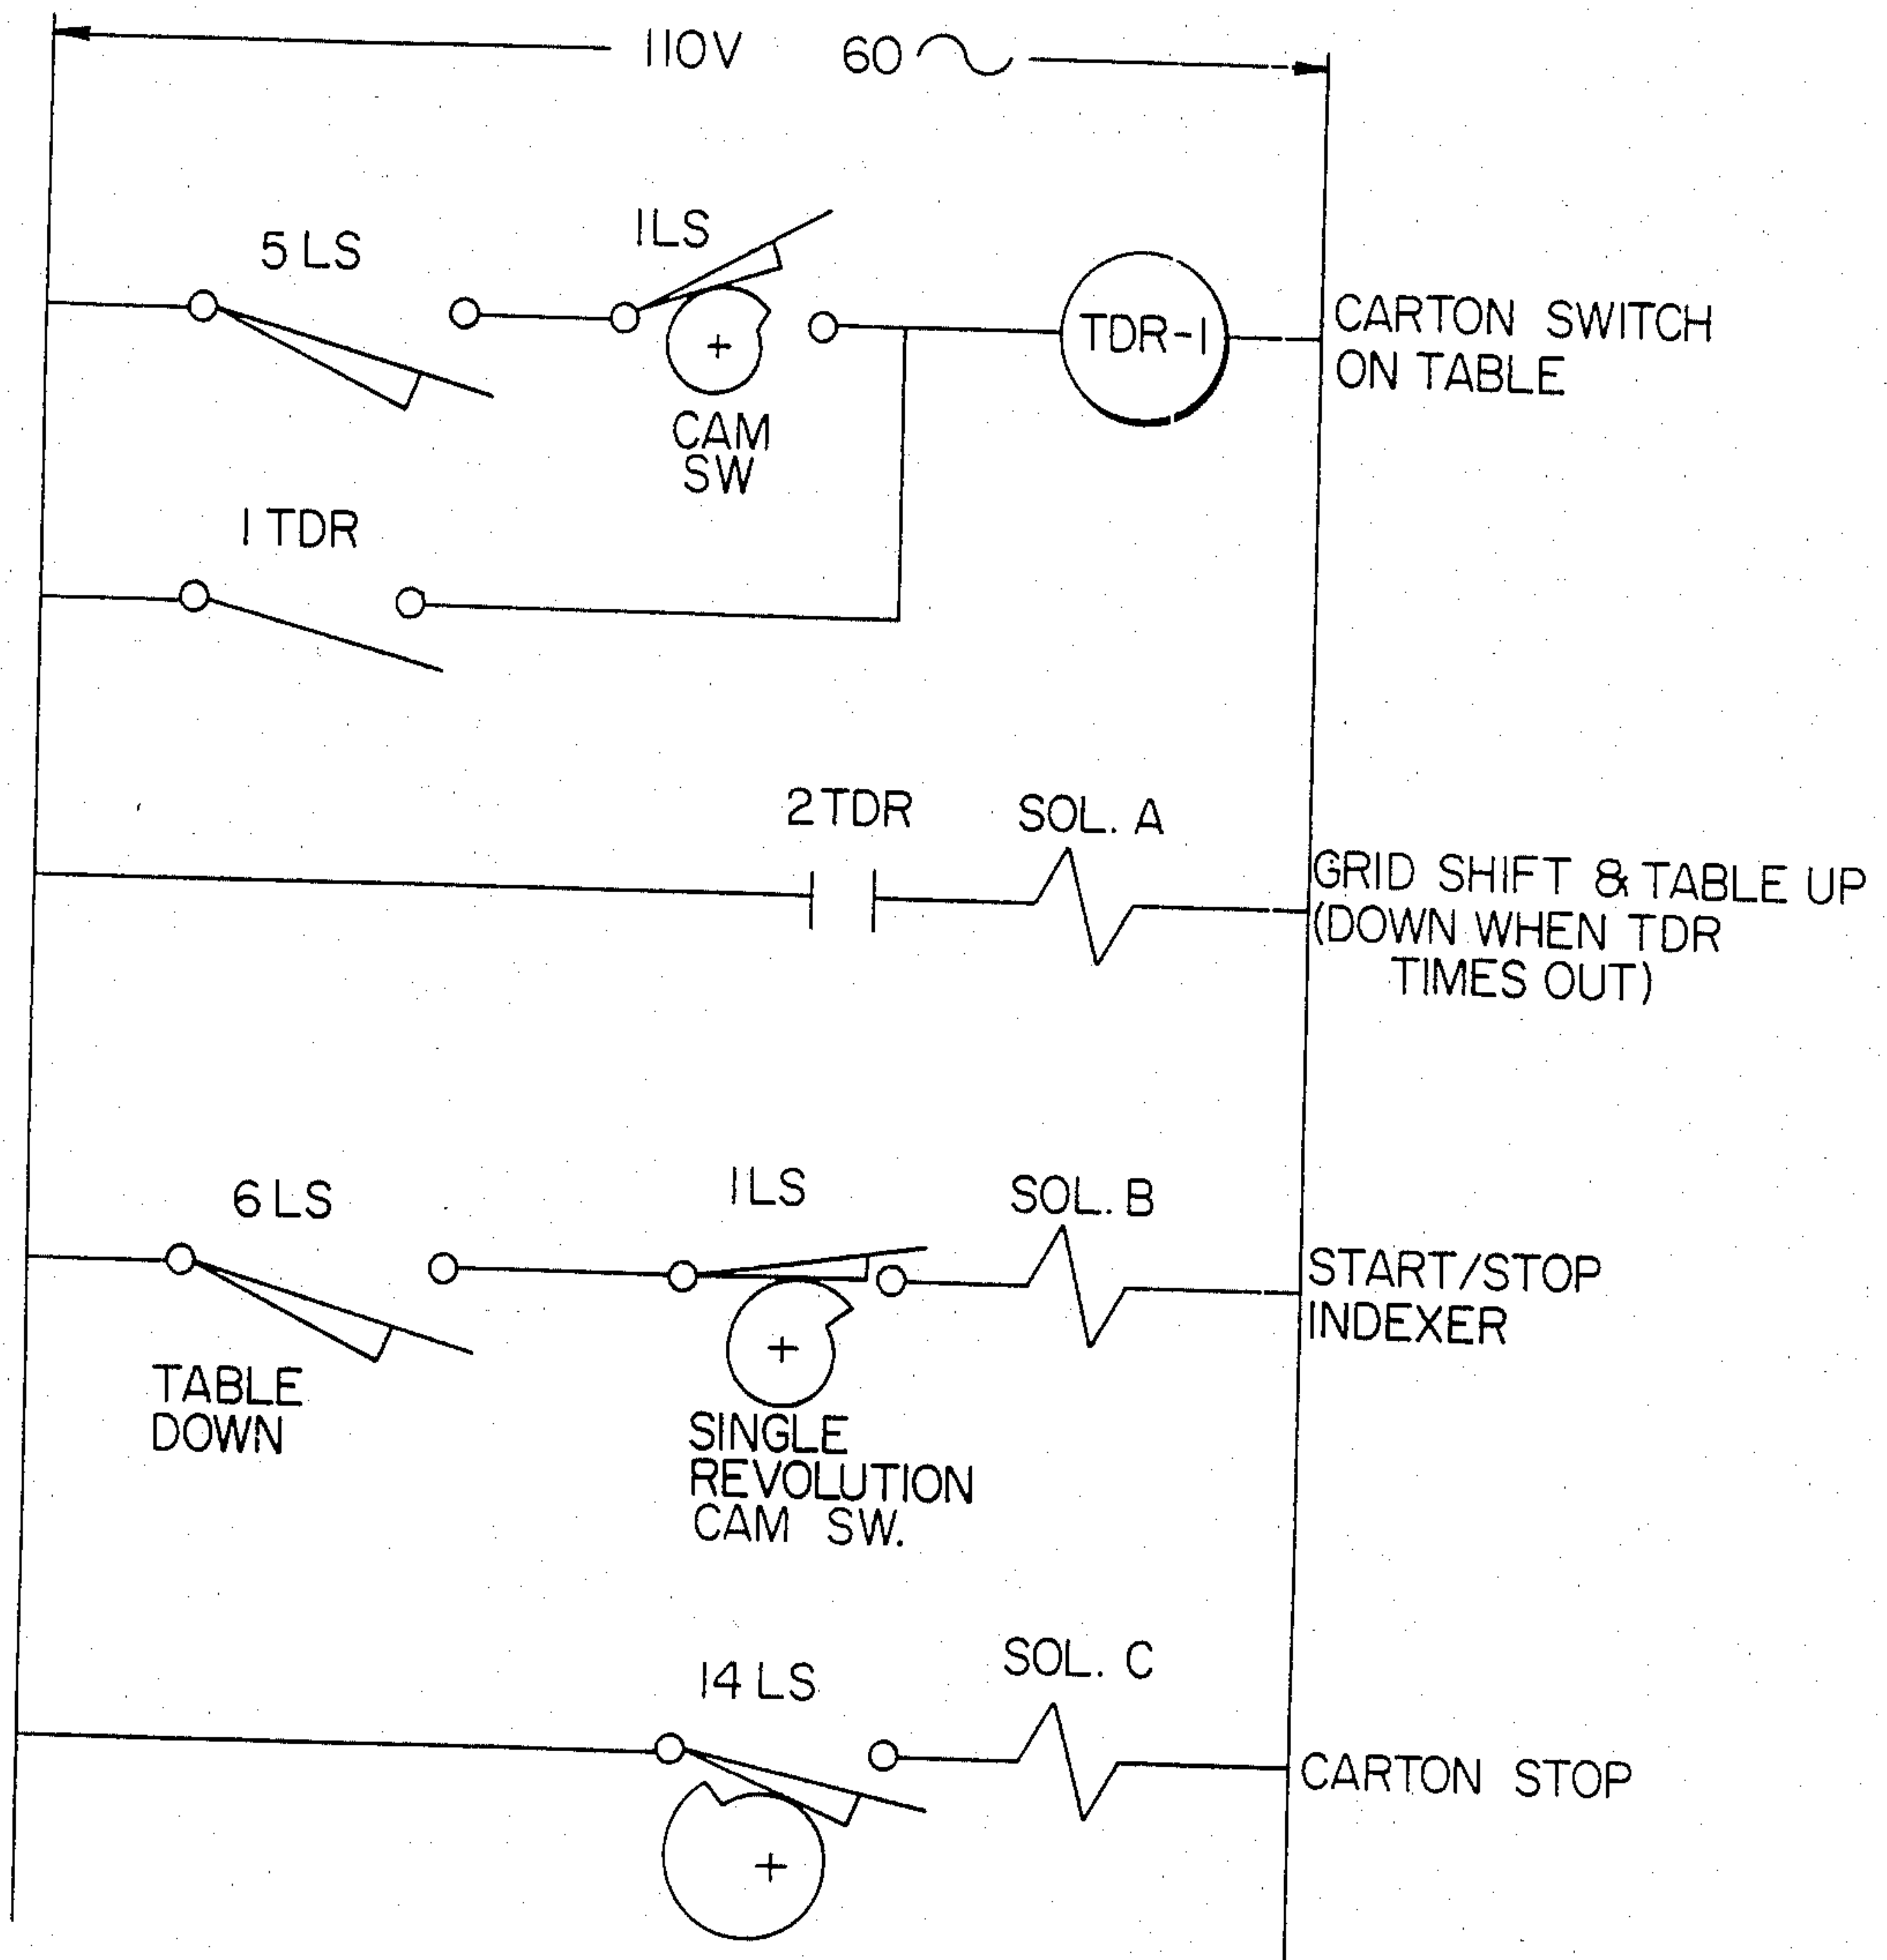 110V 60
5 LS
1LS
TDR-1
CARTON SWITCH
ON TABLE
CAM
SW
1 TDR
2 TDR
SOL. A
GRID SHIFT & TABLE UP
(DOWN WHEN TDR
TIMES OUT)
6 LS
1LS
SOL. B
START/STOP
INDEXER
TABLE
DOWN
SINGLE
REVOLUTION
CAM SW.
14 LS
SOL. C
CARTON STOP